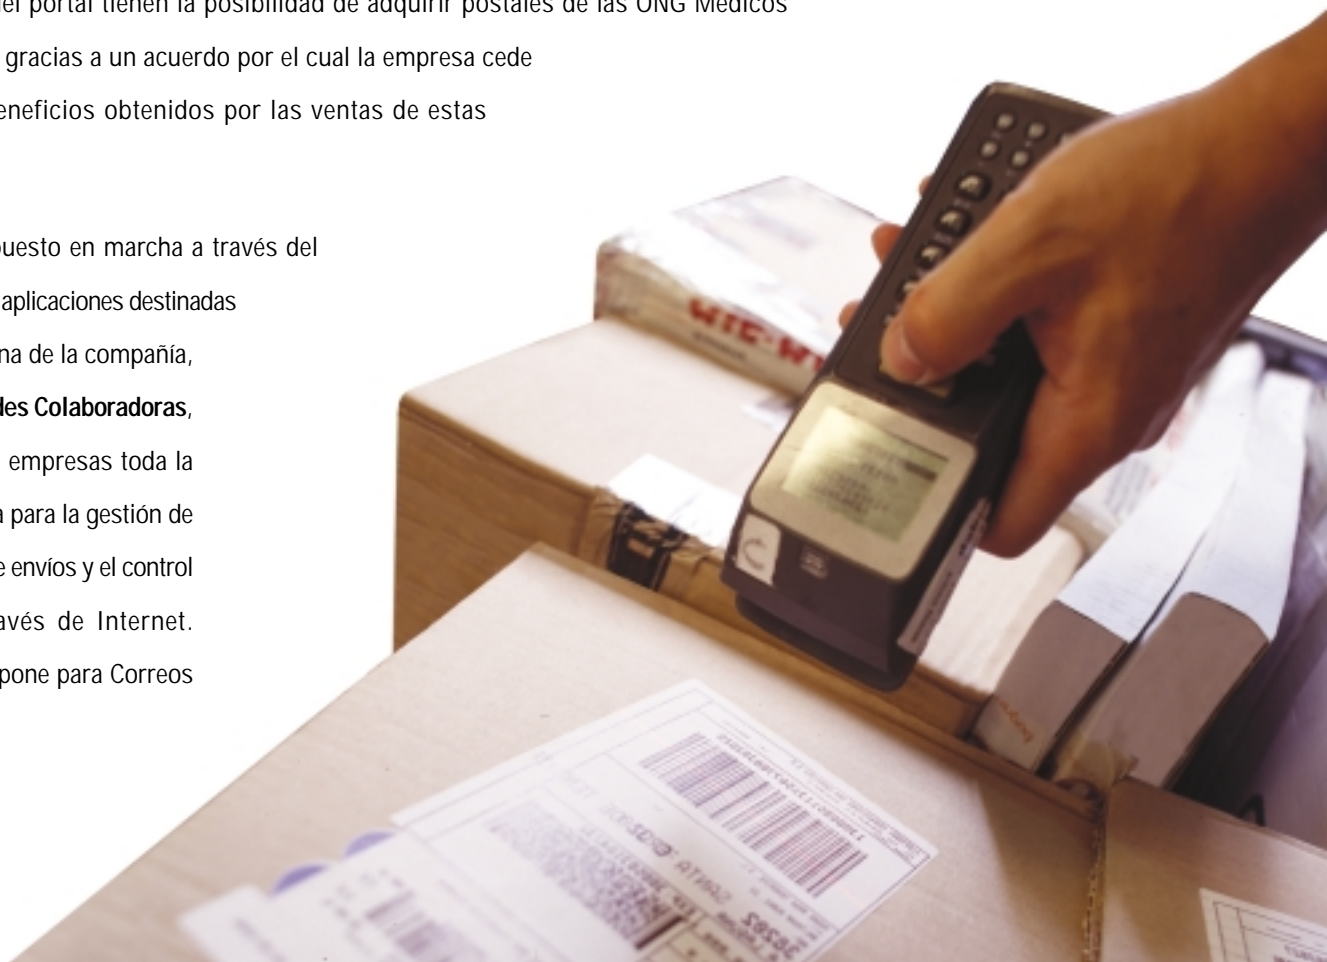 del portal tienen la posibilidad de adquirir postales de las ONG Médicos
gracias a un acuerdo por el cual la empresa cede
eneficios obtenidos por las ventas de estas
puesto en marcha a través del
aplicaciones destinadas
na de la compañía,
des Colaboradoras,
empresas toda la
a para la gestión de
e envíos y el control
avés de Internet.
pone para Correos
SANTA